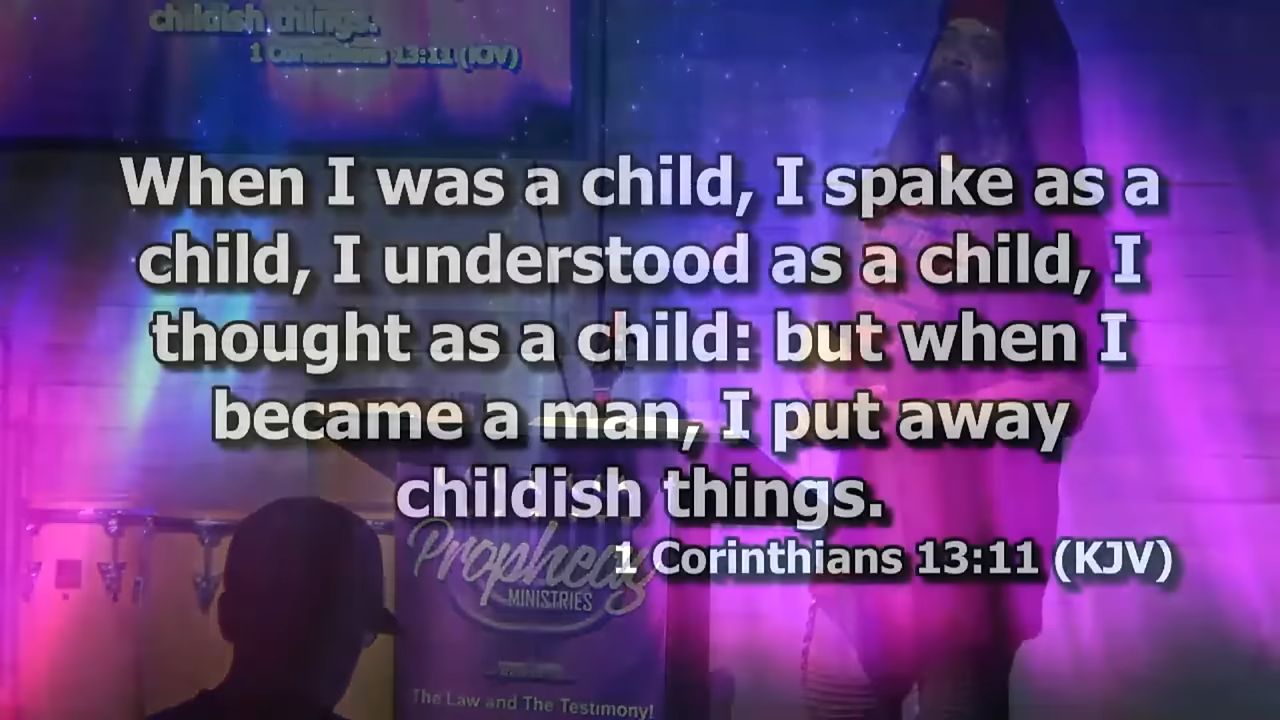 childish things.
1 Corinthians 13:11 (KJV)
When I was a child, I spake as a
child, I understood as a child, I
thought as a child: but when I
became a man, I put away
childish things.
1 Corinthians 13:11 (KJV)
Prophecy
MINISTRIES
The Law and The Testimony!